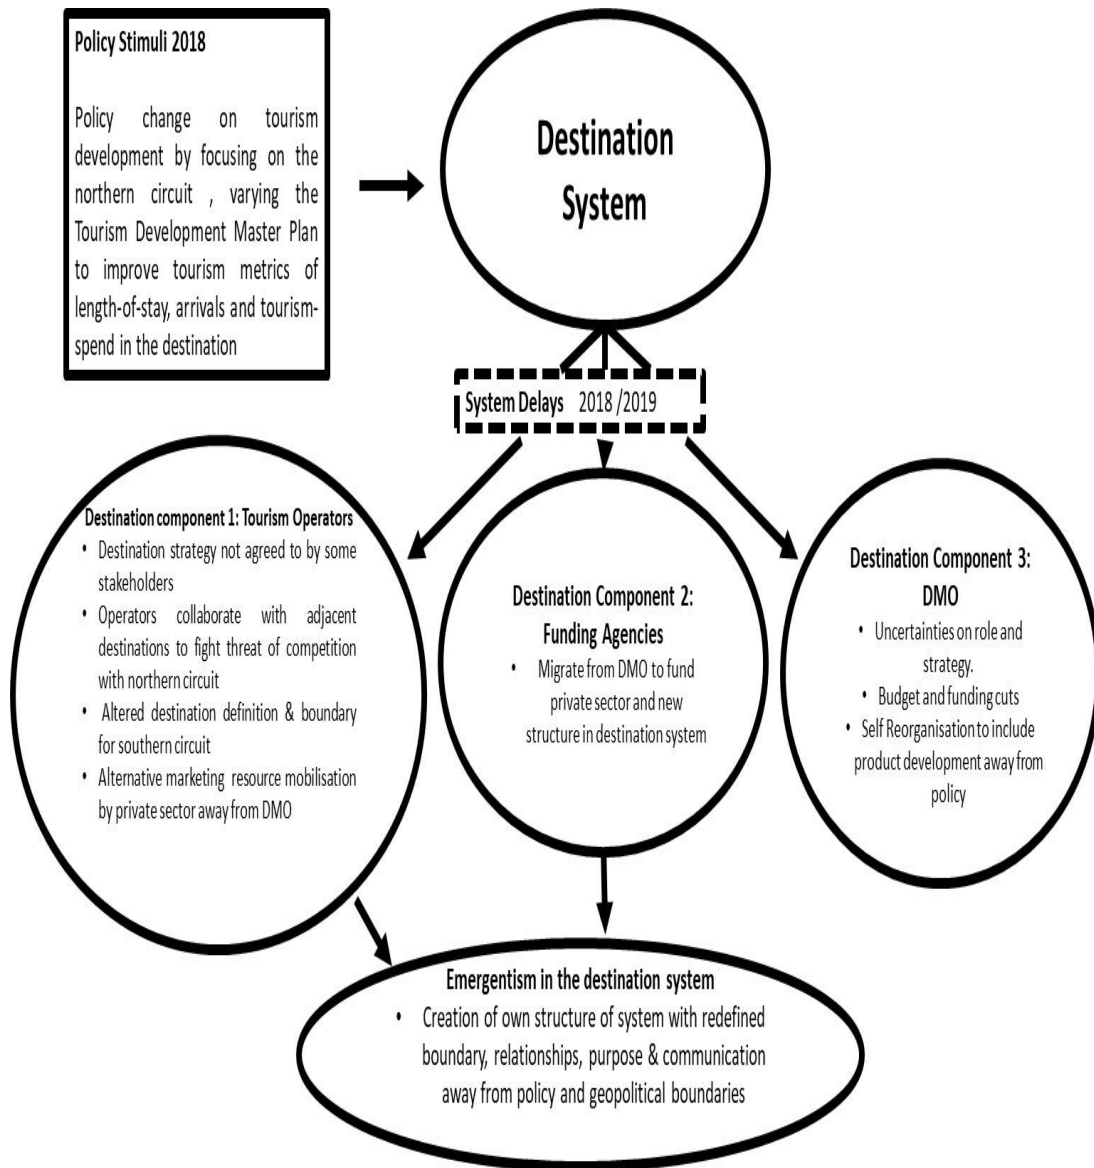 Policy Stimuli 2018
Policy change on tourism
development by focusing on the
northern circuit , varying the
Tourism Development Master Plan
to improve tourism metrics of
length-of-stay, arrivals and tourism-
spend in the destination
Destination
System
System Delays 2018 /2019
Destination component 1: Tourism Operators
• Destination strategy not agreed to by some
stakeholders
• Operators collaborate with adjacent
destinations to fight threat of competition
with northern circuit
• Altered destination definition & boundary
for southern circuit
• Alternative marketing resource mobilisation
by private sector away from DMO
Destination Component 2:
Funding Agencies
• Migrate from DMO to fund
private sector and new
structure in destination system
Destination Component 3:
DMO
• Uncertainties on role and
strategy.
• Budget and funding cuts
• Self Reorganisation to include
product development away from
policy
Emergentism in the destination system
• Creation of own structure of system with redefined
boundary, relationships, purpose & communication
away from policy and geopolitical boundaries